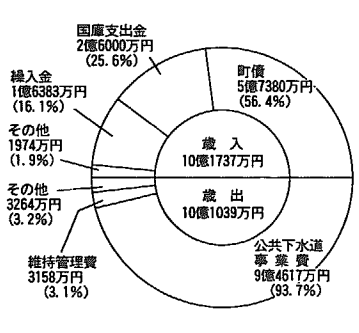 国庫支出金
2億6000万円
(25.6%)
繰入金
1億6383万円
(16.1%)
その他
1974万円
(1.9%)
町債
5億7380万円
(56.4%)
歳 入
10億1737万円
歳 出
10億1039万円
その他
3264万円
(3.2%)
維持管理費
3158万円
(3.1%)
公共下水道
事業費
9億4617万円
(93.7%)